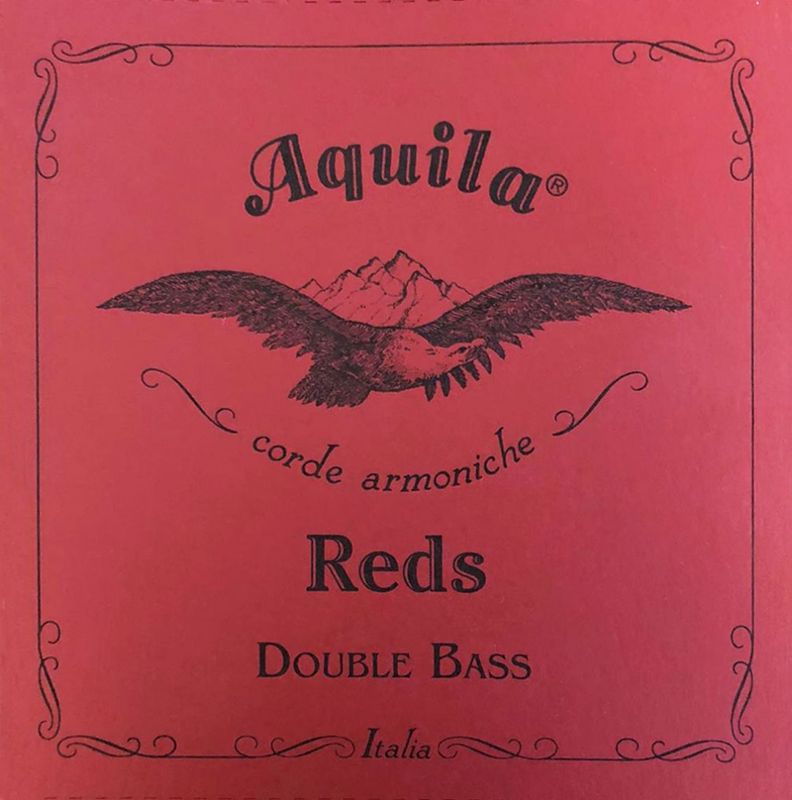 Aquila®
corde armoniche
Reds
DOUBLE BASS
Italia